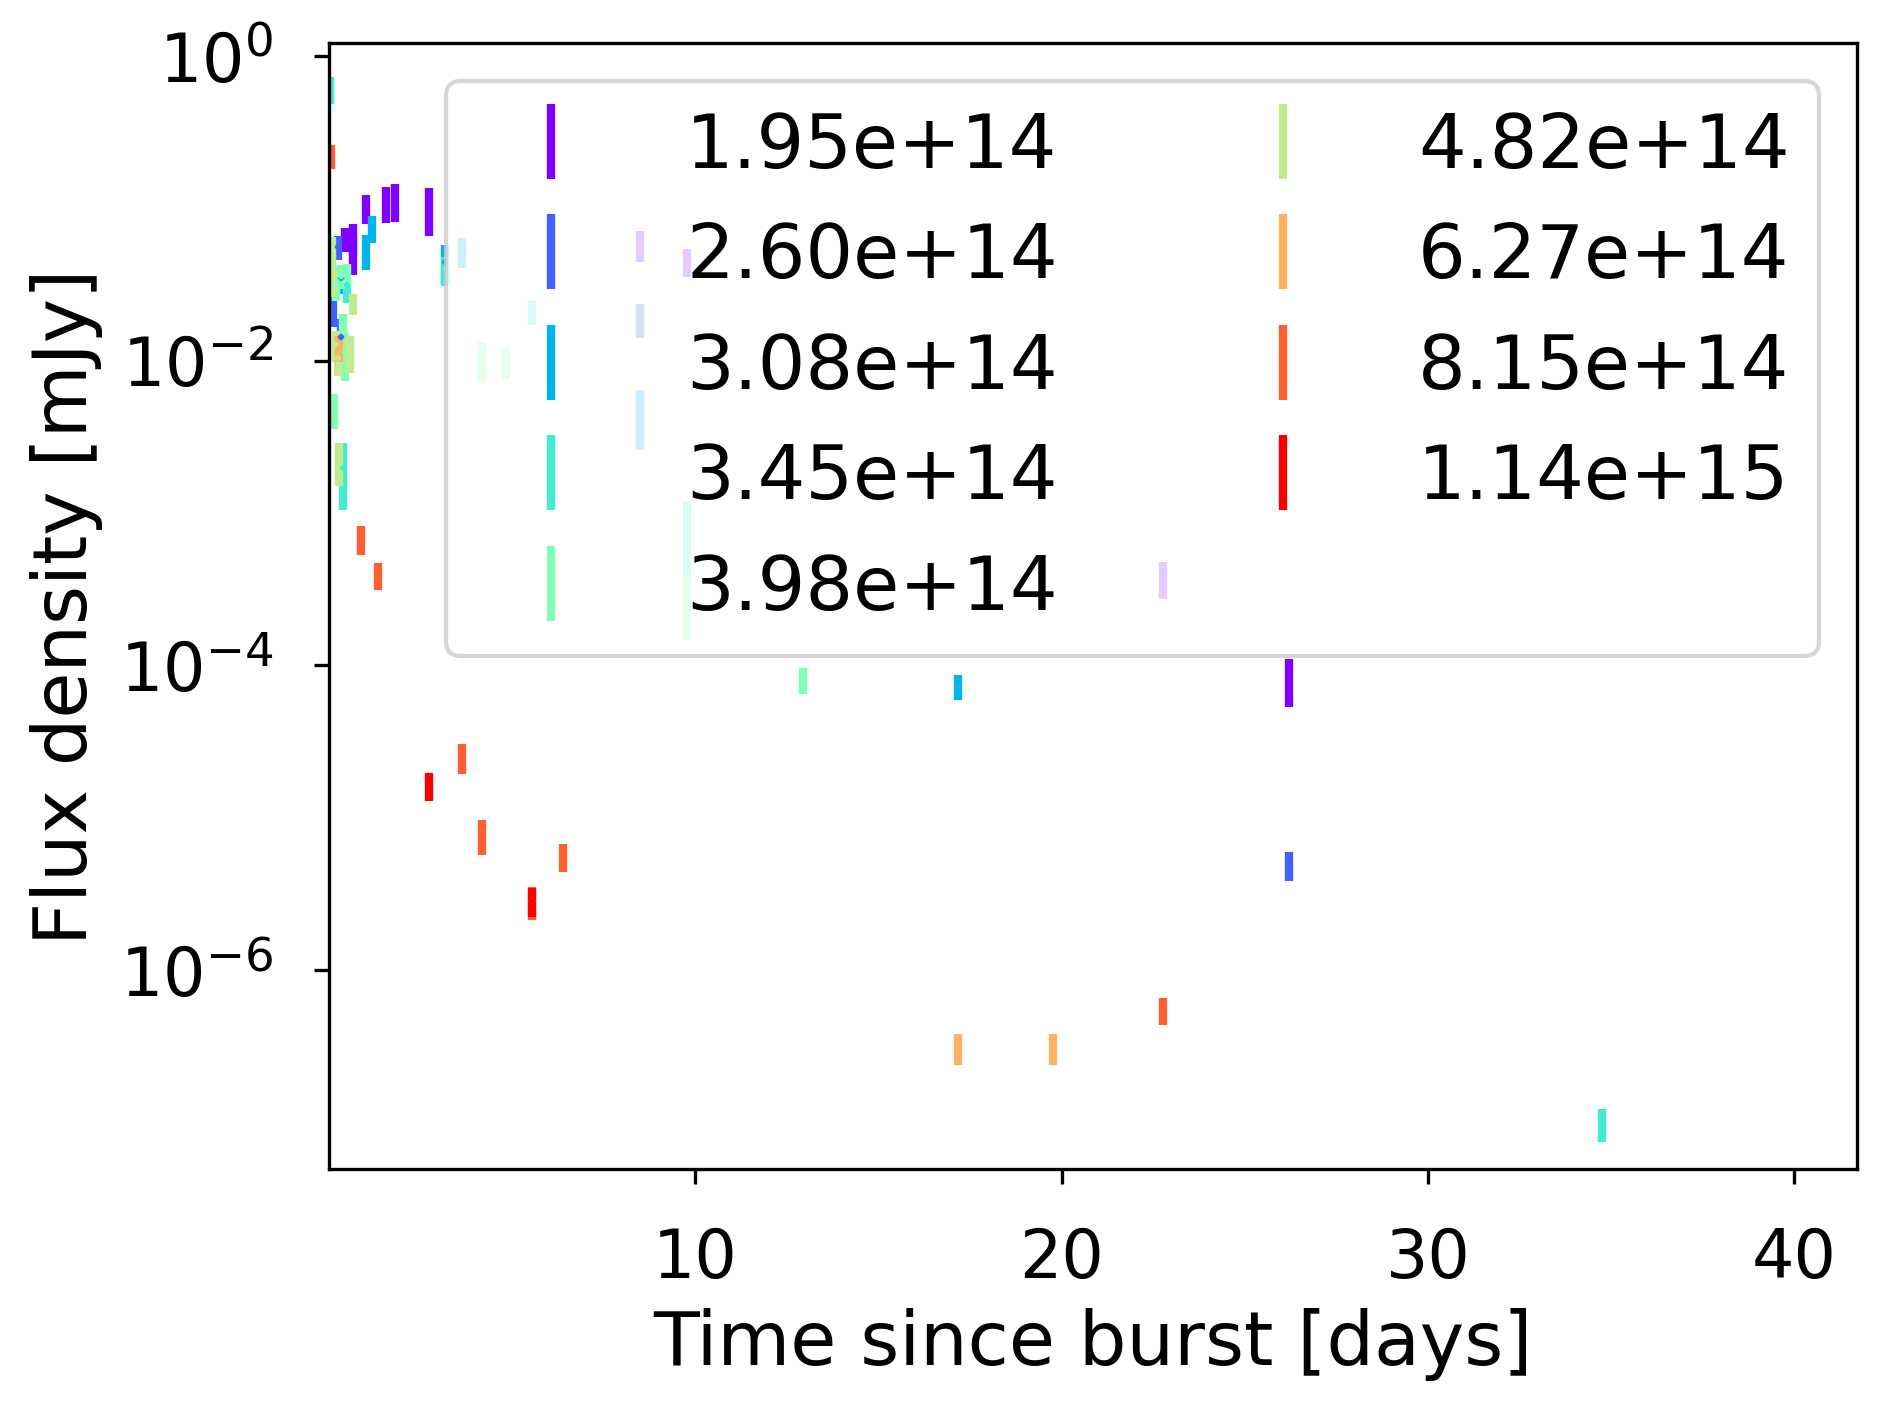 10⁰
10⁻²
10⁻⁴
10⁻⁶
Flux density [mJy]
1.95e+14
2.60e+14
3.08e+14
3.45e+14
3.98e+14
4.82e+14
6.27e+14
8.15e+14
1.14e+15
10 20 30 40
Time since burst [days]